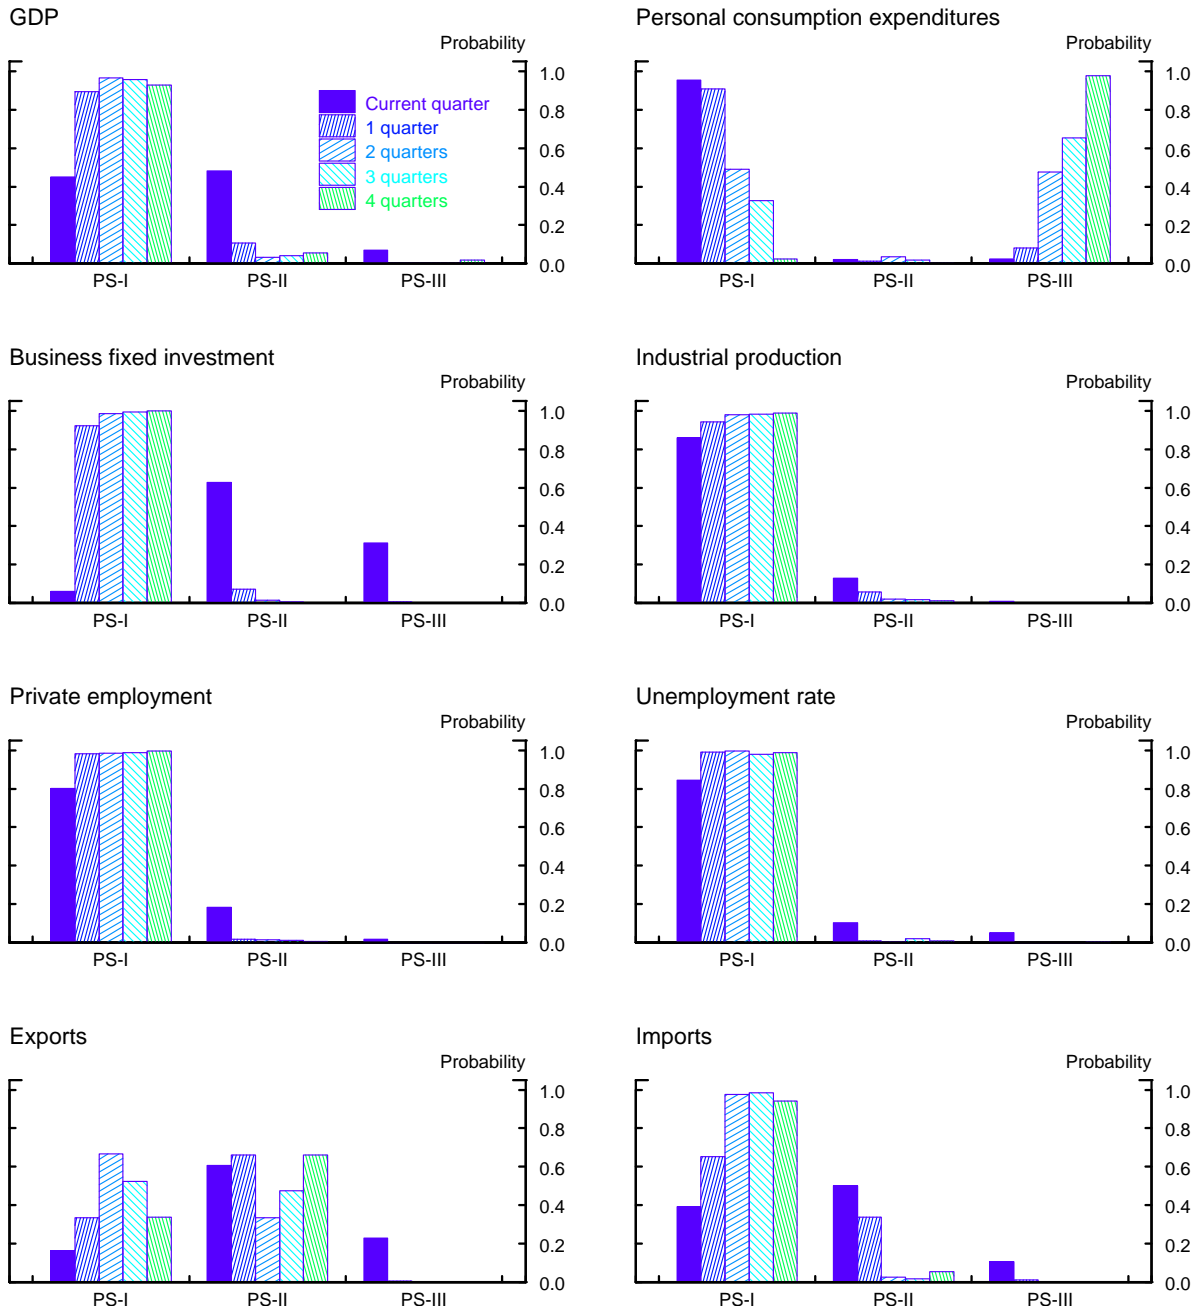 GDP
Probability
1.0
0.8
0.6
0.4
0.2
0.0
Current quarter
1 quarter
2 quarters
3 quarters
4 quarters
PS-I PS-II PS-III
Personal consumption expenditures
Probability
1.0
0.8
0.6
0.4
0.2
0.0
PS-I PS-II PS-III
Business fixed investment
Probability
1.0
0.8
0.6
0.4
0.2
0.0
PS-I PS-II PS-III
Industrial production
Probability
1.0
0.8
0.6
0.4
0.2
0.0
PS-I PS-II PS-III
Private employment
Probability
1.0
0.8
0.6
0.4
0.2
0.0
PS-I PS-II PS-III
Unemployment rate
Probability
1.0
0.8
0.6
0.4
0.2
0.0
PS-I PS-II PS-III
Exports
Probability
1.0
0.8
0.6
0.4
0.2
0.0
PS-I PS-II PS-III
Imports
Probability
1.0
0.8
0.6
0.4
0.2
0.0
PS-I PS-II PS-III